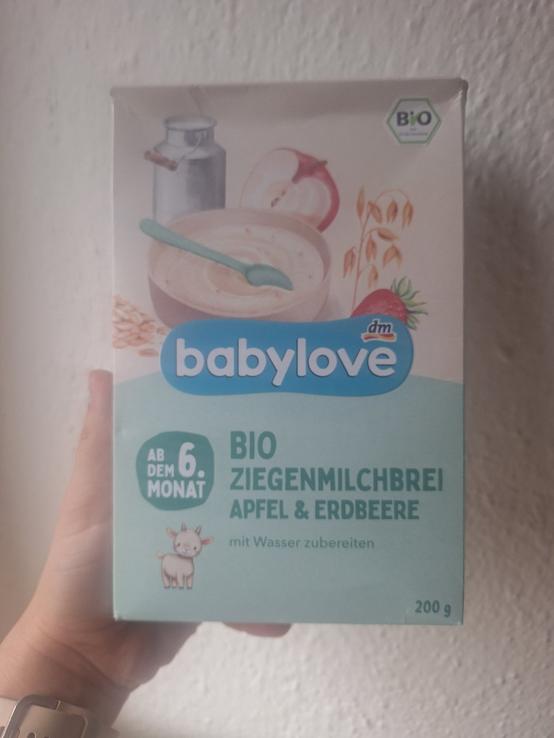 BiO
dm
babylove
AB
DEM 6.
MONAT
BIO
ZIEGENMILCHBREI
APFEL & ERDBEERE
mit Wasser zubereiten
200 g